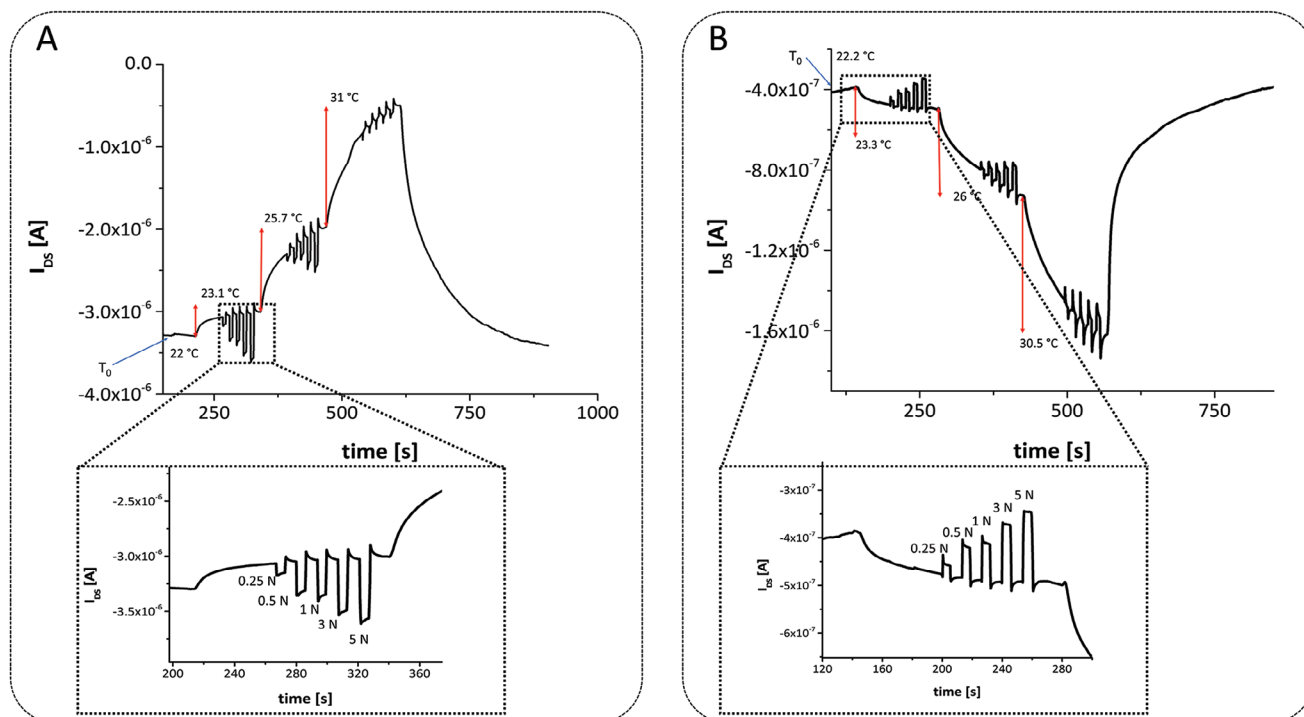 A
0.0
-1.0x10⁻⁶
-2.0x10⁻⁶
-3.0x10⁻⁶
-4.0x10⁻⁶
I_DS [A]
31 °C
25.7 °C
23.1 °C
22 °C
T₀
250
500
750
1000
time [s]
-2.5x10⁻⁶
-3.0x10⁻⁶
-3.5x10⁻⁶
I_DS [A]
0.25 N
0.5 N
1 N
3 N
5 N
200
240
280
320
360
time [s]
B
T₀
22.2 °C
-4.0x10⁻⁷
-8.0x10⁻⁷
-1.2x10⁻⁶
-1.6x10⁻⁶
I_DS [A]
23.3 °C
26 °C
30.5 °C
250
500
750
time [s]
-3x10⁻⁷
-4x10⁻⁷
-5x10⁻⁷
-6x10⁻⁷
I_DS [A]
0.25 N
0.5 N
1 N
3 N
5 N
120
160
200
240
280
time [s]